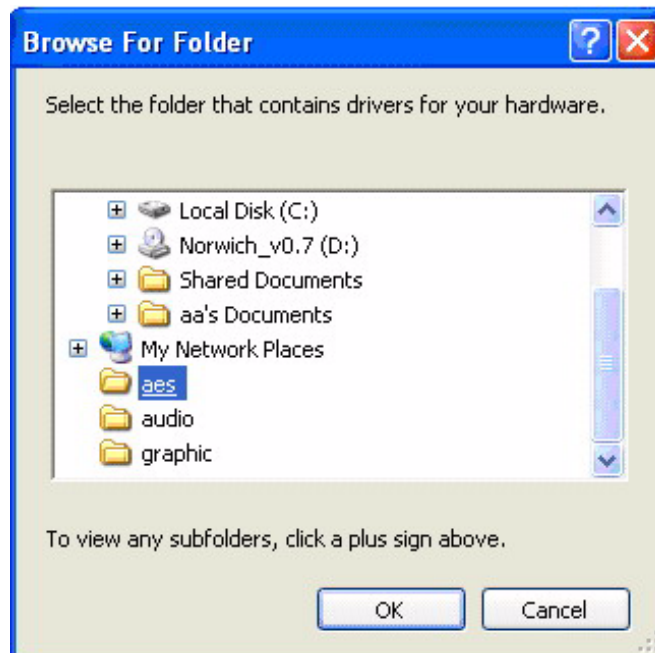 Browse For Folder
Select the folder that contains drivers for your hardware.
Local Disk (C:)
Norwich_v0.7 (D:)
Shared Documents
aa's Documents
My Network Places
aes
audio
graphic
To view any subfolders, click a plus sign above.
OK Cancel